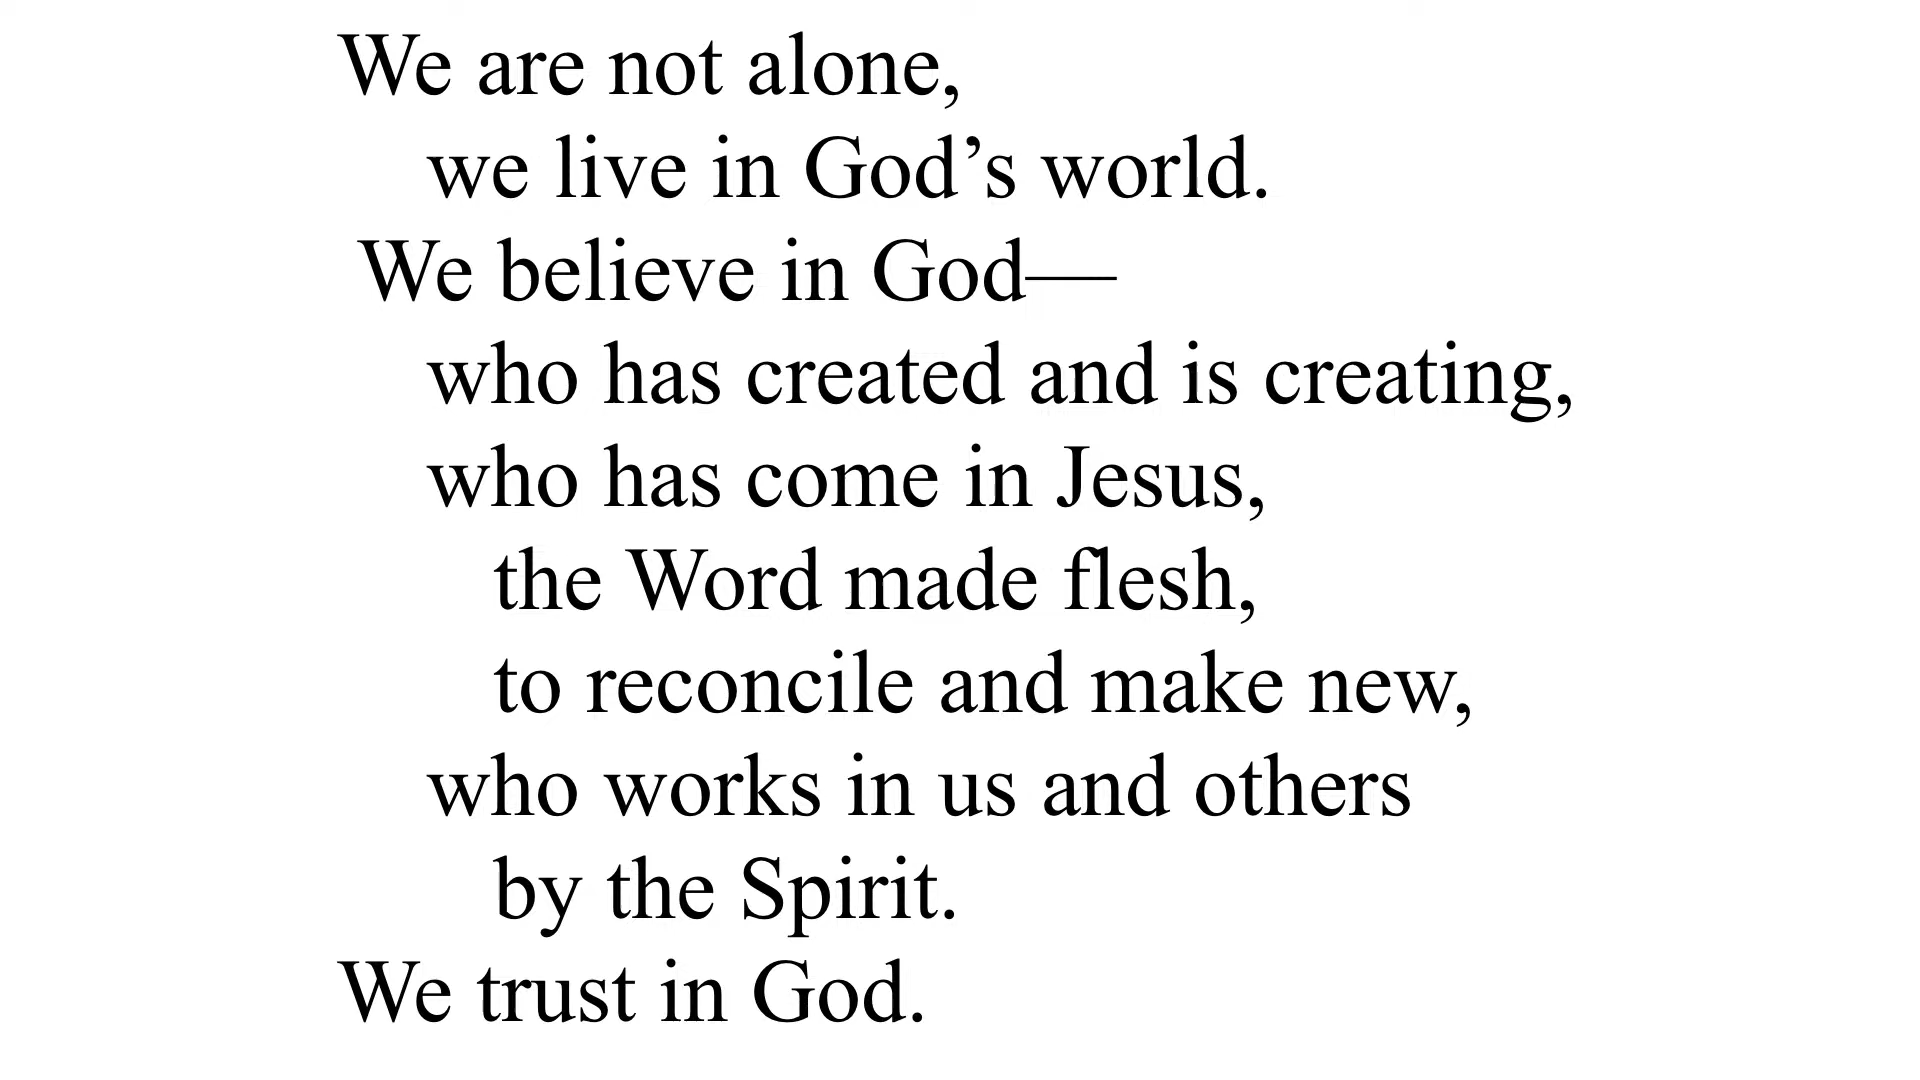 We are not alone,
we live in God’s world.
We believe in God—
who has created and is creating,
who has come in Jesus,
the Word made flesh,
to reconcile and make new,
who works in us and others
by the Spirit.
We trust in God.